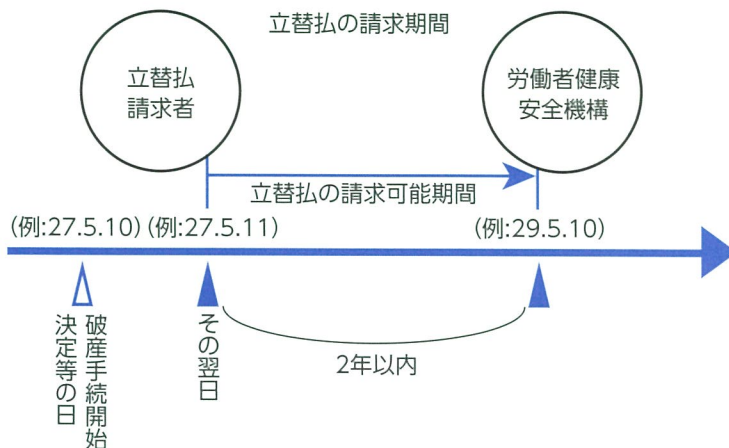 立替払の請求期間
立替払
請求者
労働者健康
安全機構
立替払の請求可能期間
(例:27.5.10)
(例:27.5.11)
(例:29.5.10)
破産手続開始
決定等の日
その翌日
2年以内